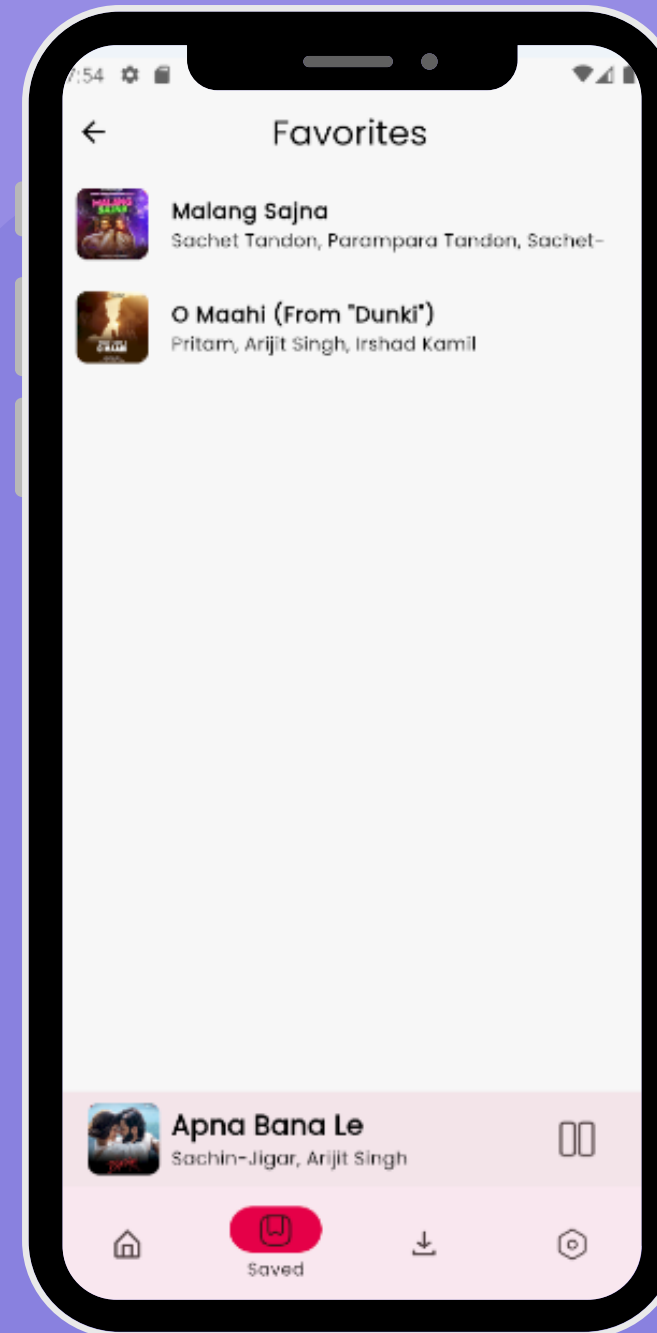 :54
Favorites
Malang Sajna
Sachet Tandon, Parampara Tandon, Sachet-
O Maahi (From "Dunki")
Pritam, Arijit Singh, Irshad Kamil
Apna Bana Le
Sachin-Jigar, Arijit Singh
Saved